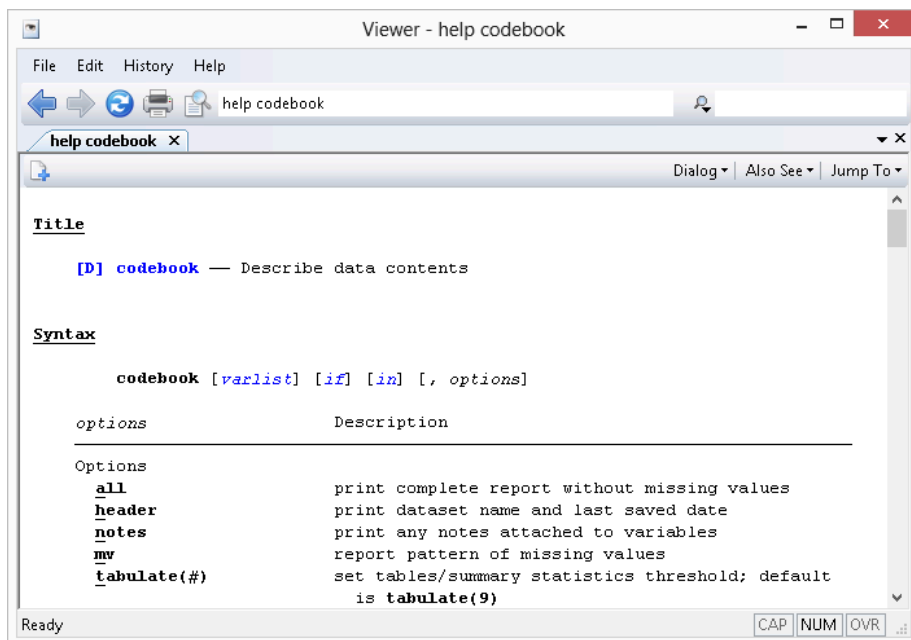 Viewer - help codebook
File Edit History Help
help codebook
help codebook X
Dialog Also See Jump To
Title
[D] codebook — Describe data contents
Syntax
codebook [varlist] [if] [in] [, options]
options Description
Options
all print complete report without missing values
header print dataset name and last saved date
notes print any notes attached to variables
mv report pattern of missing values
tabulate(#) set tables/summary statistics threshold; default
is tabulate(9)
Ready CAP NUM OVR